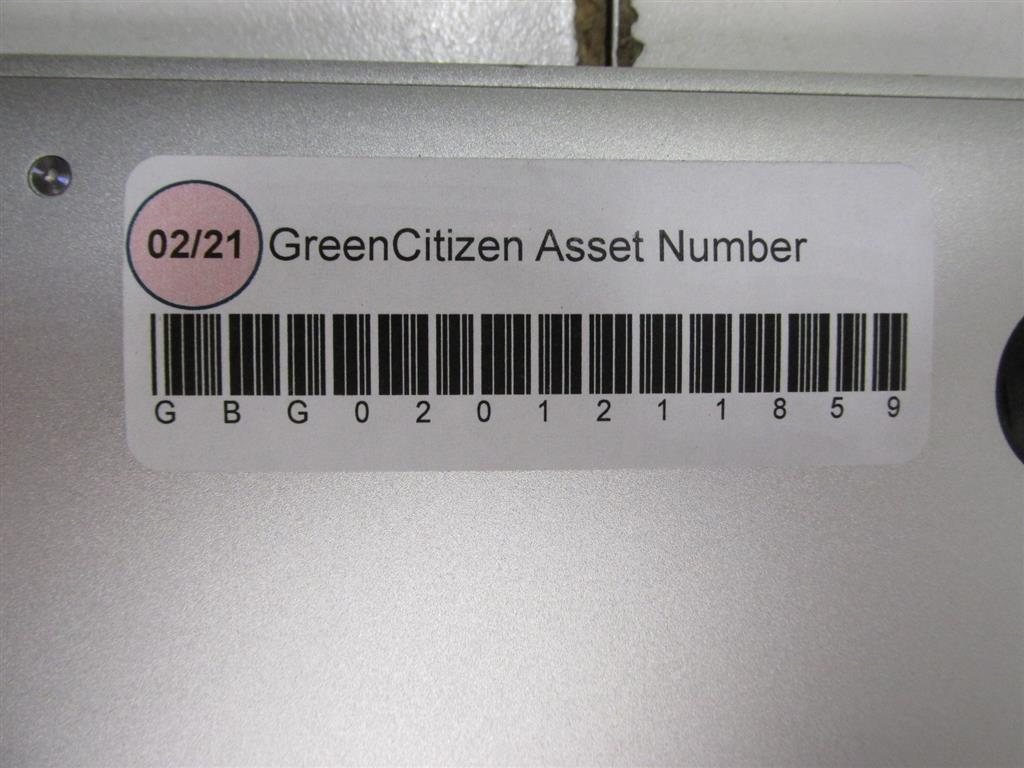 02/21 GreenCitizen Asset Number
G B G 0 2 0 1 2 1 1 8 5 9